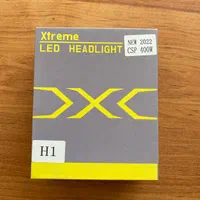 Xtreme
LED HEADLIGHT
NEW 2022
CSP 400W
H1